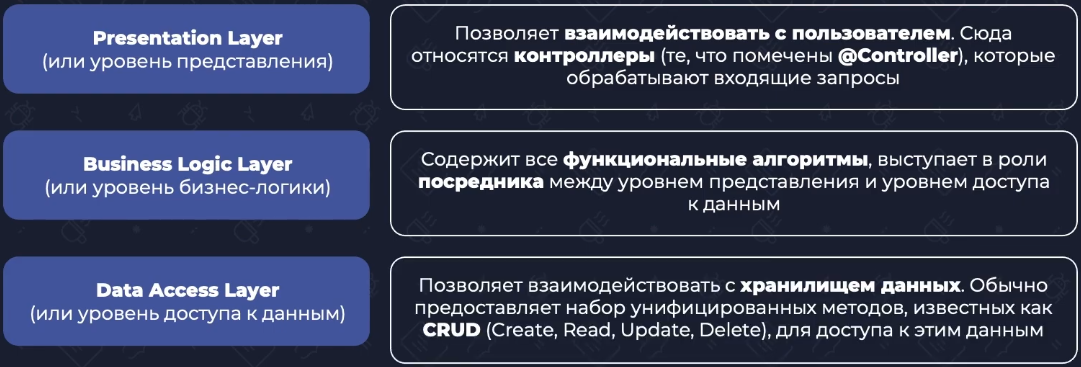 Presentation Layer
(или уровень представления)
Позволяет взаимодействовать с пользователем. Сюда
относятся контроллеры (те, что помечены @Controller), которые
обрабатывают входящие запросы
Business Logic Layer
(или уровень бизнес-логики)
Содержит все функциональные алгоритмы, выступает в роли
посредника между уровнем представления и уровнем доступа
к данным
Data Access Layer
(или уровень доступа к данным)
Позволяет взаимодействовать с хранилищем данных. Обычно
предоставляет набор унифицированных методов, известных как
CRUD (Create, Read, Update, Delete), для доступа к этим данным